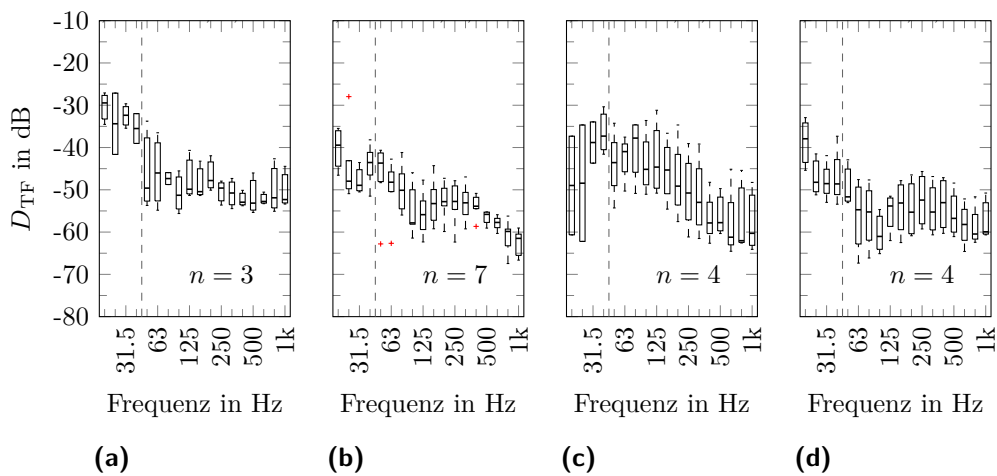 -10
-20
-30
-40
-50
-60
-70
-80
D_TF in dB
n = 3
n = 7
n = 4
n = 4
31.5 63 125 250 500 1k
31.5 63 125 250 500 1k
31.5 63 125 250 500 1k
31.5 63 125 250 500 1k
Frequenz in Hz
Frequenz in Hz
Frequenz in Hz
Frequenz in Hz
(a)
(b)
(c)
(d)